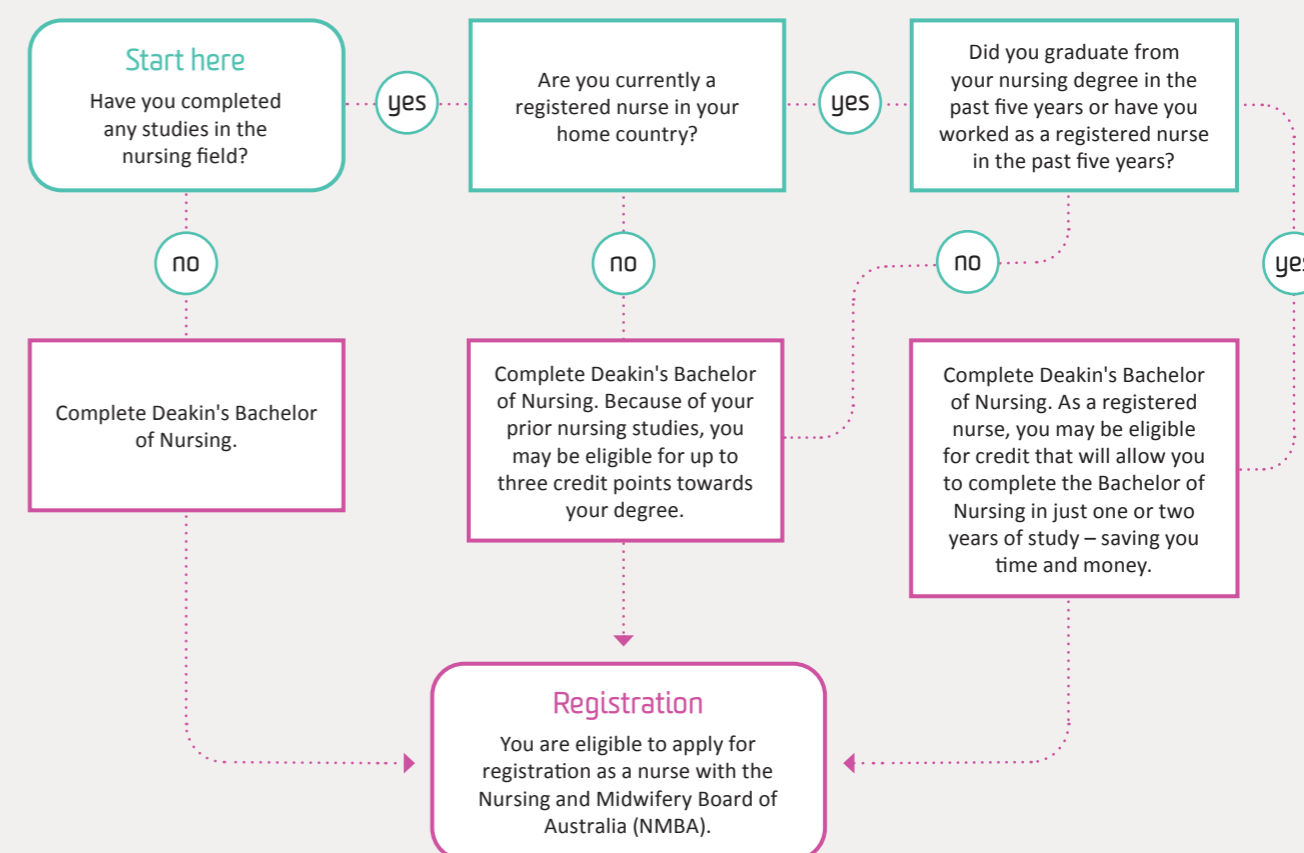 Start here
Have you completed
any studies in the
nursing field?
yes
Are you currently a
registered nurse in your
home country?
yes
Did you graduate from
your nursing degree in the
past five years or have you
worked as a registered nurse
in the past five years?
no
no
no
yes
Complete Deakin's Bachelor
of Nursing.
Complete Deakin's Bachelor
of Nursing. Because of your
prior nursing studies, you
may be eligible for up to
three credit points towards
your degree.
Complete Deakin's Bachelor
of Nursing. As a registered
nurse, you may be eligible
for credit that will allow you
to complete the Bachelor of
Nursing in just one or two
years of study – saving you
time and money.
Registration
You are eligible to apply for
registration as a nurse with the
Nursing and Midwifery Board of
Australia (NMBA).